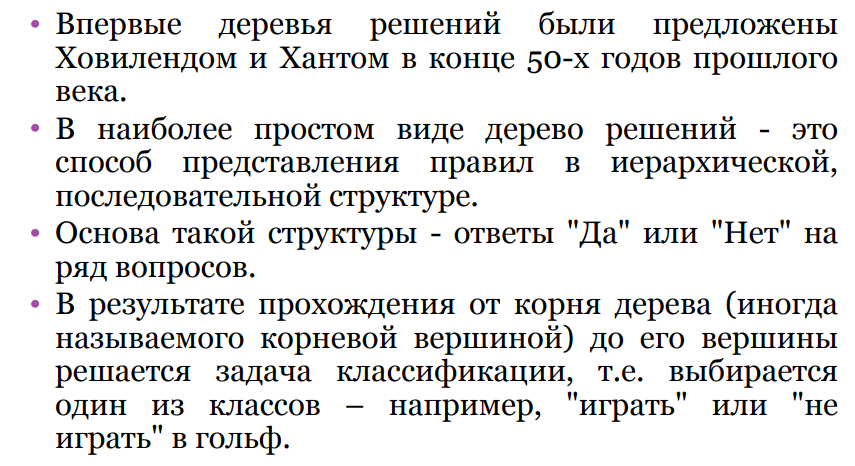 • Впервые деревья решений были предложены
Ховилендом и Хантом в конце 50-х годов прошлого
века.
• В наиболее простом виде дерево решений - это
способ представления правил в иерархической,
последовательной структуре.
• Основа такой структуры - ответы "Да" или "Нет" на
ряд вопросов.
• В результате прохождения от корня дерева (иногда
называемого корневой вершиной) до его вершины
решается задача классификации, т.е. выбирается
один из классов – например, "играть" или "не
играть" в гольф.